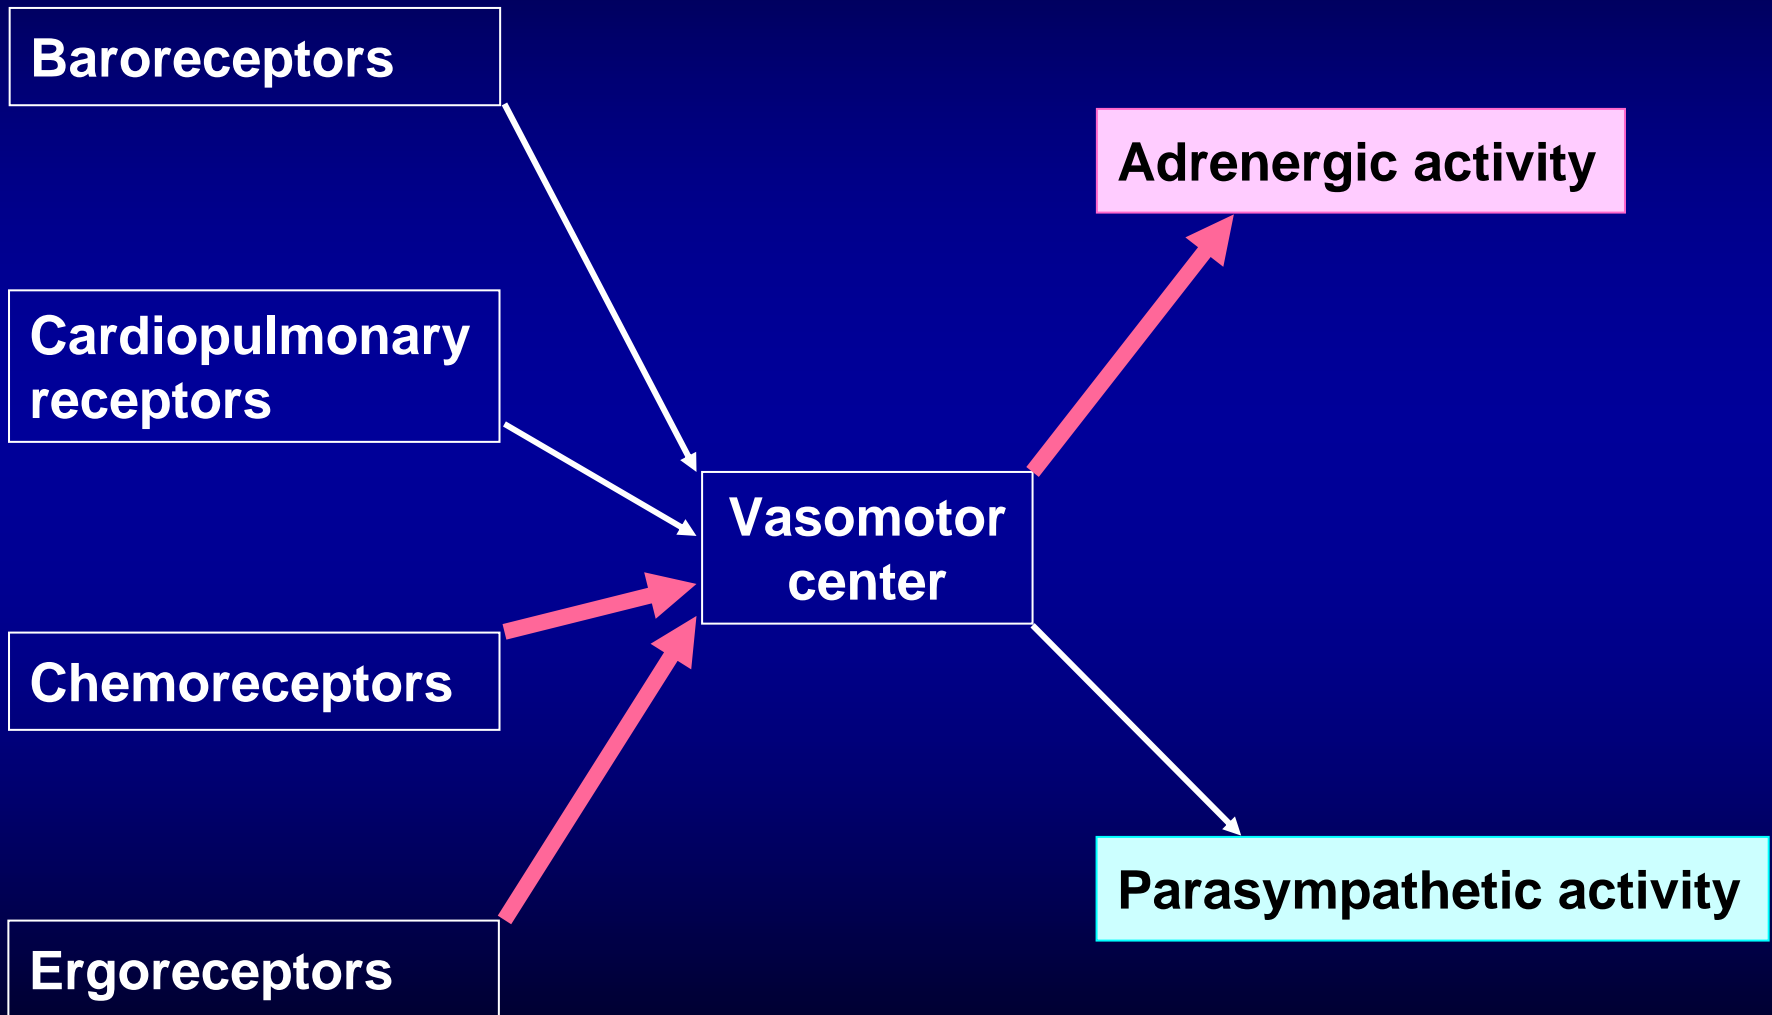 Baroreceptors
Adrenergic activity
Cardiopulmonary
receptors
Vasomotor
center
Chemoreceptors
Parasympathetic activity
Ergoreceptors